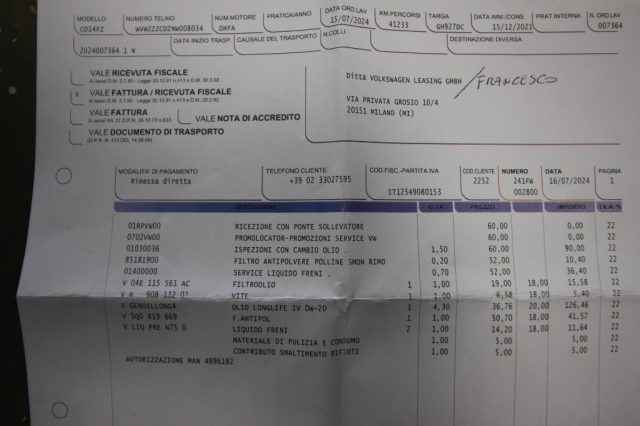 MODELLO NUMERO TELAIO NUM.MOTORE PRATICA/ANNO DATA ORD.LAV KM.PERCORSI TARGA DATA IMM./CONS. PRAT.INTERNA N.ORD.LAV
CD14FZ WVWZZZCDZNW008034 DHFA 15/07/2024 41233 GH927DC 15/12/2021 007364
DATA INIZIO TRASP CAUSALE DEL TRASPORTO N.COLLI DESTINAZIONE DIVERSA
2024007364 1 N
VALE RICEVUTA FISCALE
X VALE FATTURA / RICEVUTA FISCALE
VALE FATTURA
VALE NOTA DI ACCREDITO
VALE DOCUMENTO DI TRASPORTO
Ditta VOLKSWAGEN LEASING GMBH / FRANCESCO
VIA PRIVATA GROSIO 10/4
20151 MILANO (MI)
MODALITA' DI PAGAMENTO TELEFONO CLIENTE COD.FISC.-PARTITA IVA COD.CLIENTE NUMERO DATA PAGINA
Rimessa diretta +39 02 33027595 IT12549080153 2252 241FW 002800 16/07/2024 1
DESCRIZIONE Q.TA' PREZZO IMPORTO I.V.A. %
01RPVW00 RICEZIONE CON PONTE SOLLEVATORE 60,00 0,00 22
0702VW00 PROMOLOCATOR-PROMOZIONI SERVICE VW 60,00 0,00 22
01030036 ISPEZIONI CON CAMBIO OLIO . 1,50 60,00 90,00 22
85181900 FILTRO ANTIPOLVERE POLLINE SMON RIMO 0,20 52,00 10,40 22
01400000 SERVICE LIQUIDO FRENI . 0,70 52,00 36,40 22
V 04E 115 561 AC FILTROOLIO 1 1,00 19,00 18,00 15,58 22
V N 908 132 02 VITE 1 1,00 6,58 18,00 5,40 22
X GENOILLONG4 OLIO LONGLIFE IV 0w-20 1 4,30 36,76 20,00 126,46 22
V 5Q0 819 669 F.ANTIPOL 1 1,00 50,70 18,00 41,57 22
V LIQ FRE N75 0 LIQUIDO FRENI 2 1,00 14,20 18,00 11,64 22
MATERIALE DI PULIZIA E CONSUMO 1,00 5,00 5,00 22
CONTRIBUTO SMALTIMENTO RIFIUTI 1,00 5,00 5,00 22
AUTORIZZAZIONE MAN 4896182